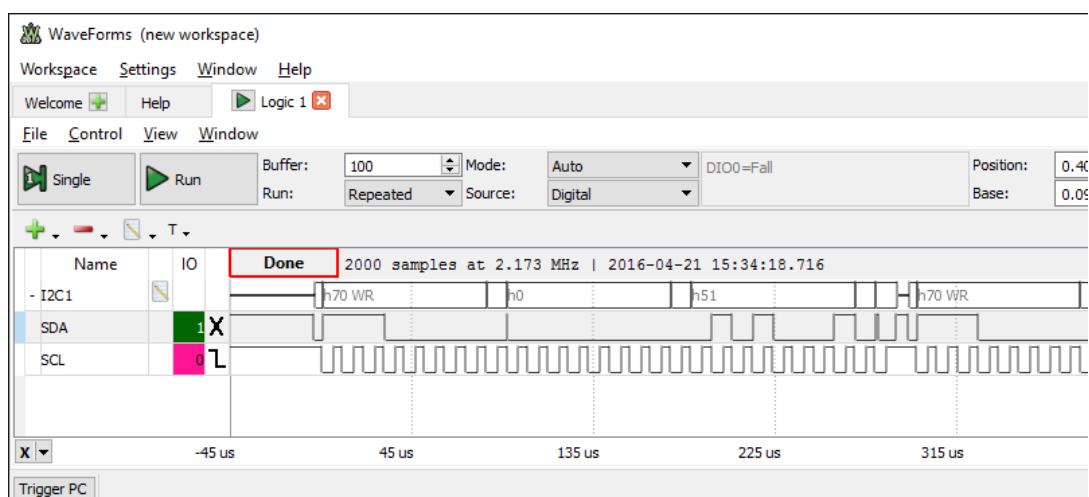 WaveForms (new workspace)
Workspace Settings Window Help
Welcome Help Logic 1
File Control View Window
1 Single Run Buffer: 100 Mode: Auto DIO0=Fall Position: 0.40
Run: Repeated Source: Digital Base: 0.09
T
Name IO Done 2000 samples at 2.173 MHz | 2016-04-21 15:34:18.716
- I2C1 h70 WR h0 h51 h70 WR
SDA 1 X
SCL 0
X -45 us 45 us 135 us 225 us 315 us
Trigger PC